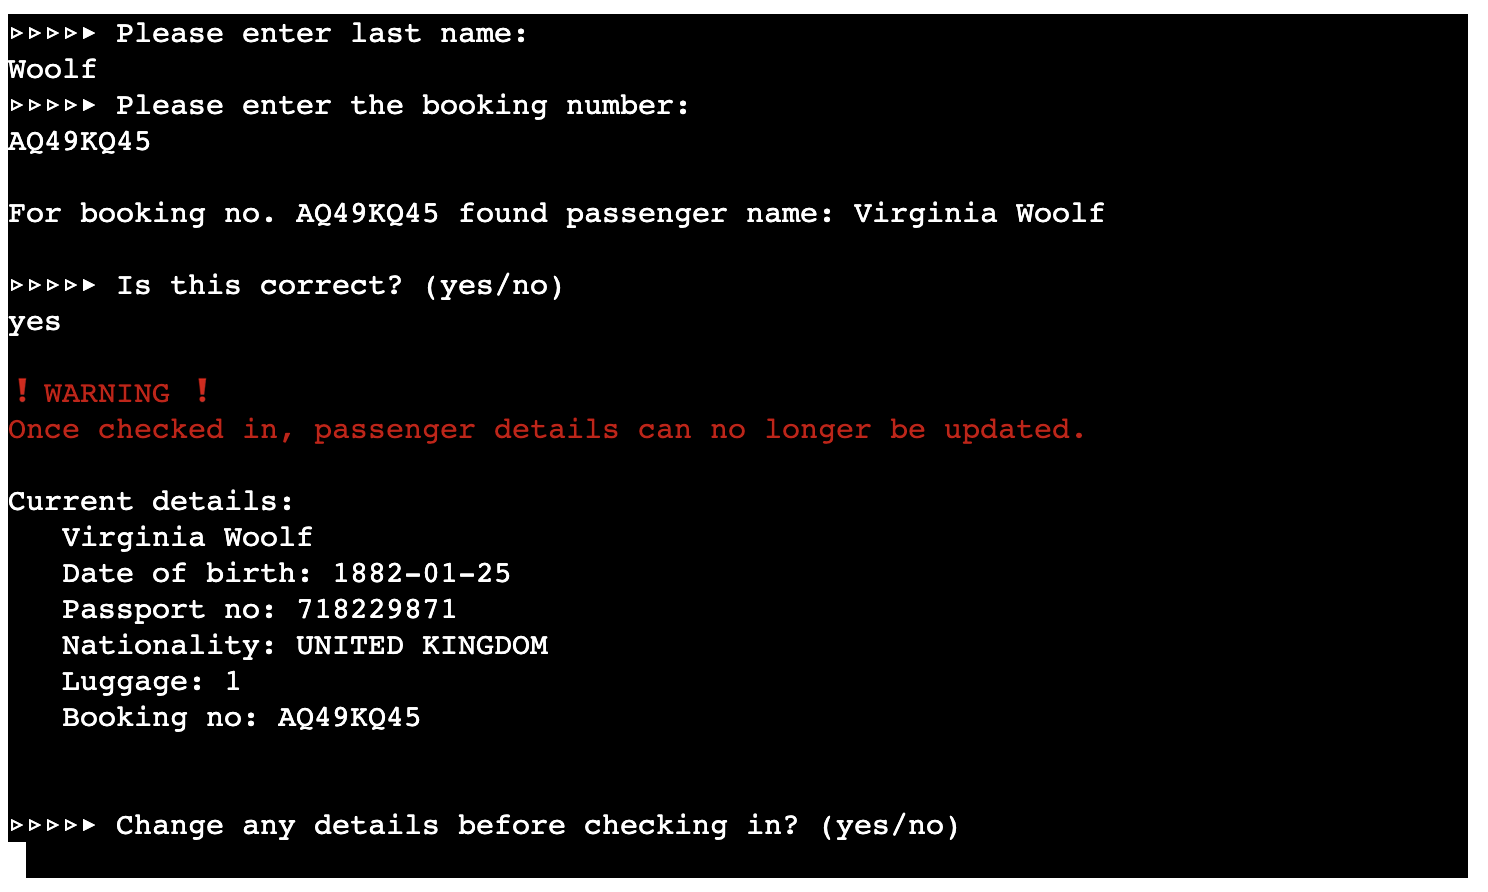 ▹▹▹▹▸ Please enter last name:
Woolf
▹▹▹▹▸ Please enter the booking number:
AQ49KQ45
For booking no. AQ49KQ45 found passenger name: Virginia Woolf
▹▹▹▹▸ Is this correct? (yes/no)
yes
❗ WARNING ❗
Once checked in, passenger details can no longer be updated.
Current details:
Virginia Woolf
Date of birth: 1882-01-25
Passport no: 718229871
Nationality: UNITED KINGDOM
Luggage: 1
Booking no: AQ49KQ45
▹▹▹▹▸ Change any details before checking in? (yes/no)